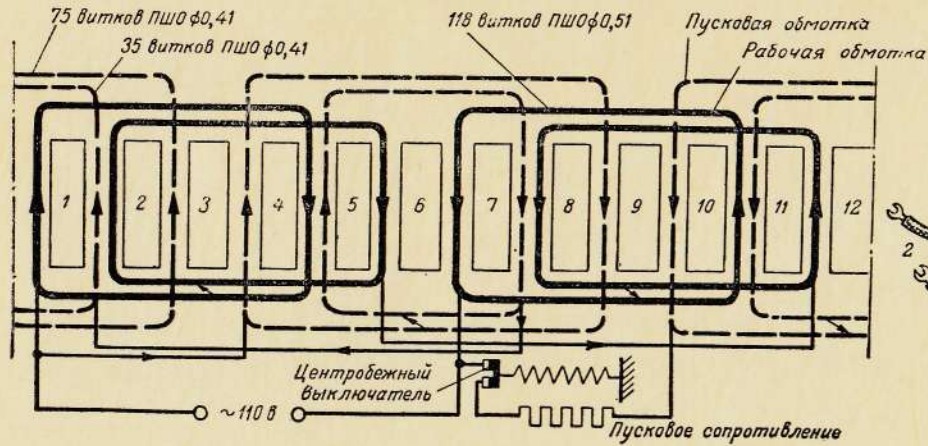 75 витков ПШО ф0,41
35 витков ПШО ф0,41
118 витков ПШО ф0,51
Пусковая обмотка
Рабочая обмотка
1
2
3
4
5
6
7
8
9
10
11
12
2
Центробежный
выключатель
~110 в
Пусковое сопротивление